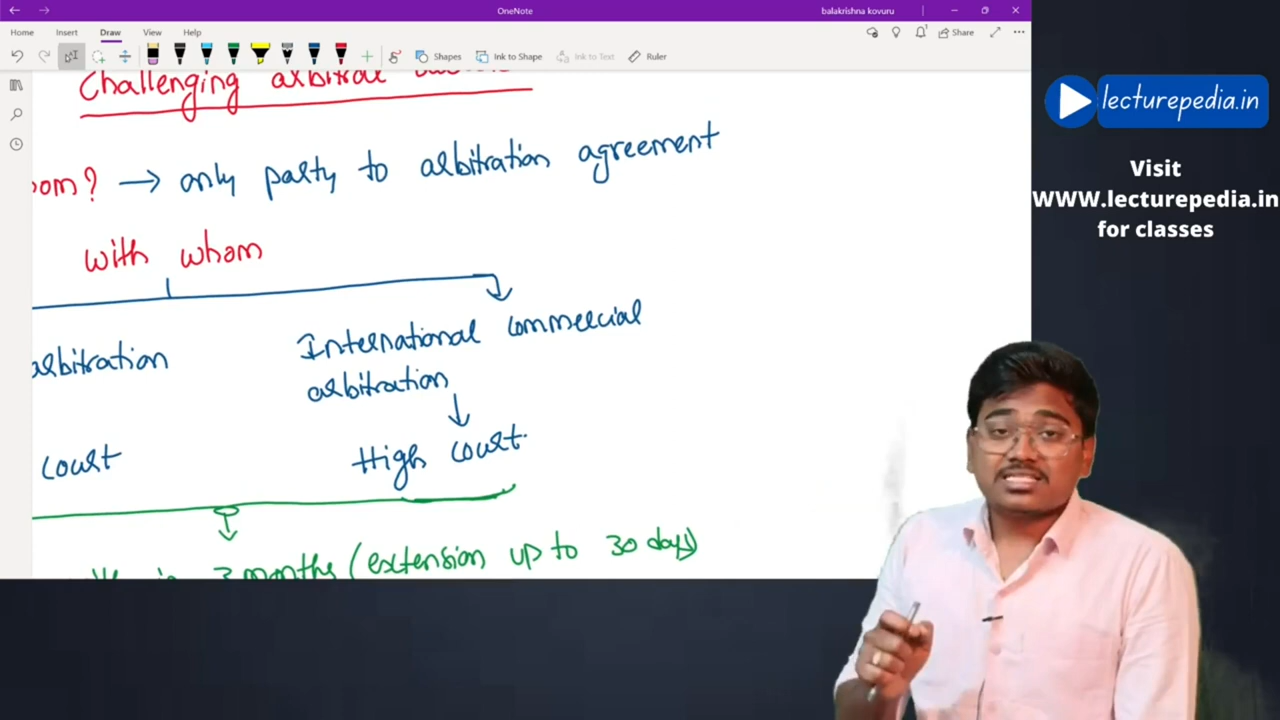 OneNote
balakrishna kovuru
Home Insert Draw View Help
Share
Shapes Ink to Shape Ink to Text Ruler
Challenging arbitral
only party to arbitration agreement
with whom
arbitration
International commercial
arbitration
court
High court
3 months (extension up to 30 days)
lecturepedia.in
Visit
WWW.lecturepedia.in
for classes